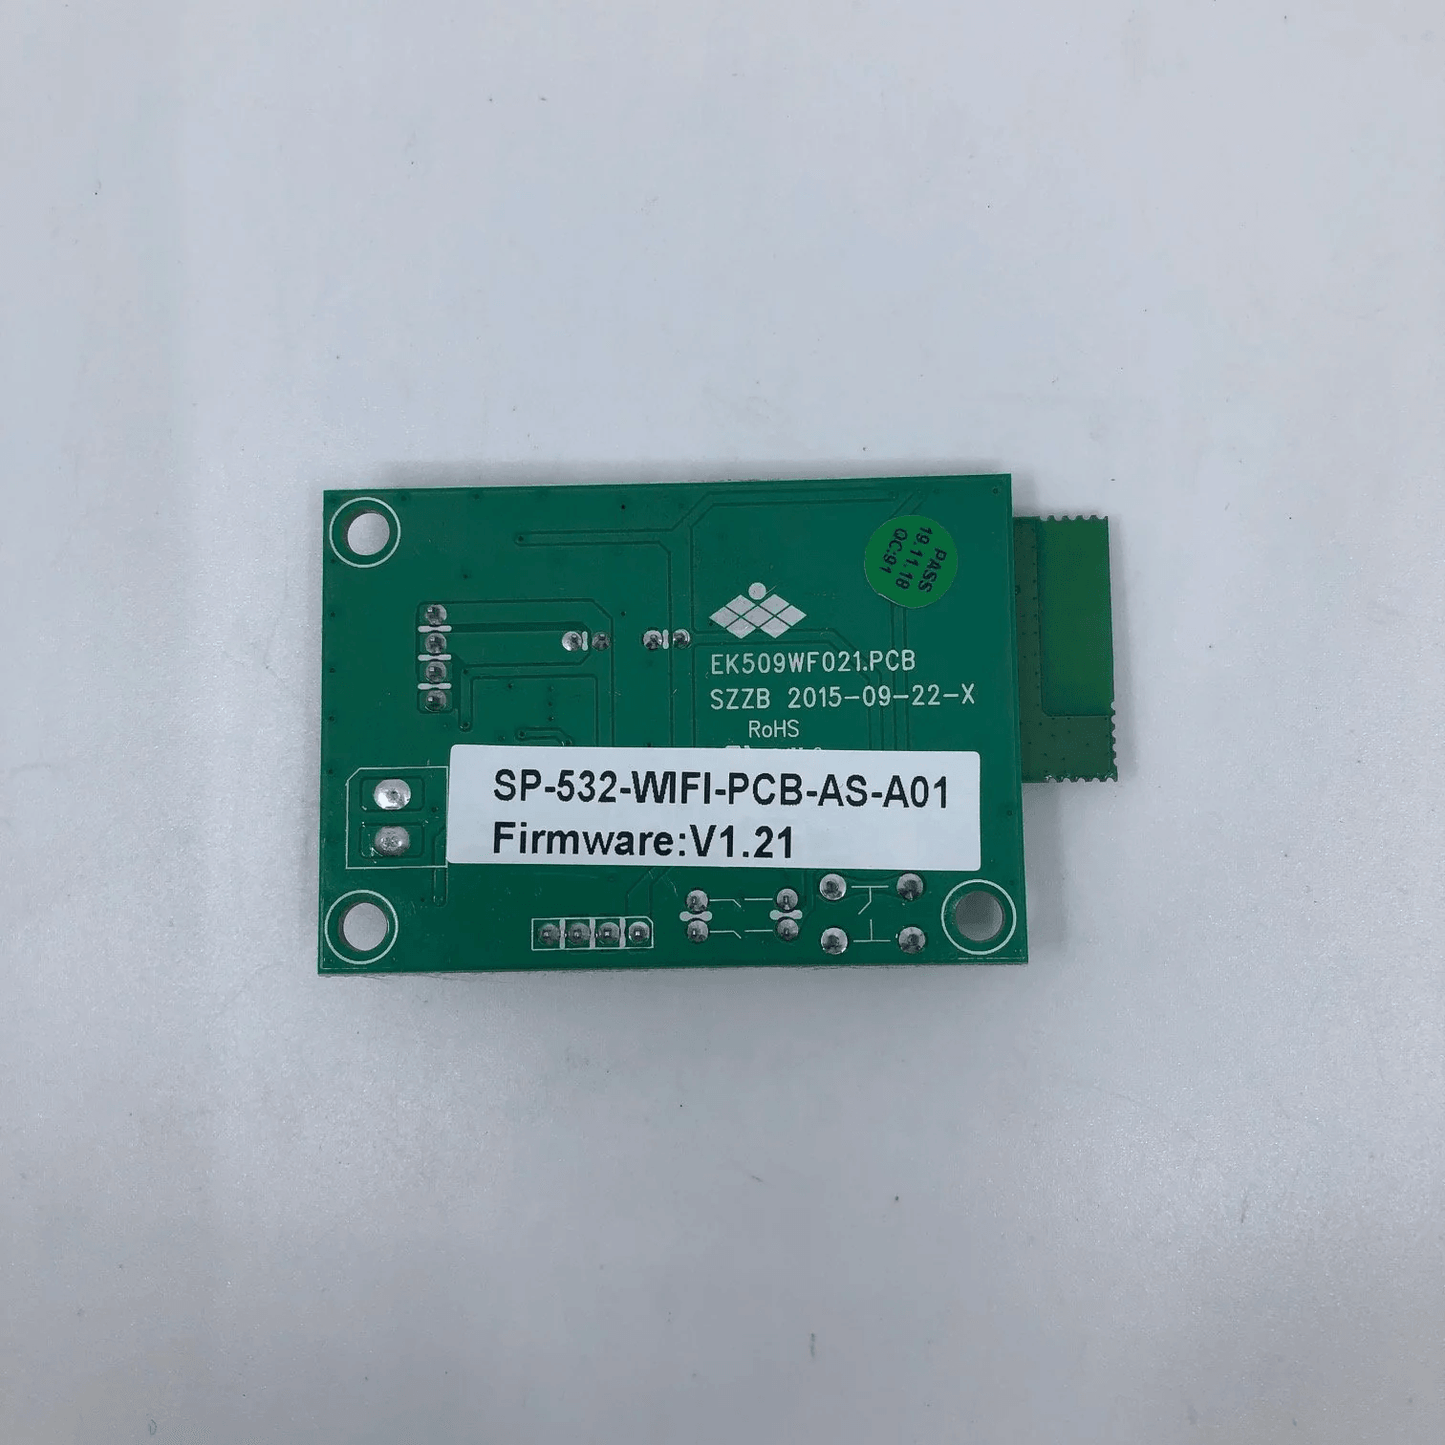 PASS
19.11.18
QC:91
EK509WF021.PCB
SZZB 2015-09-22-X
RoHS
SP-532-WIFI-PCB-AS-A01
Firmware:V1.21